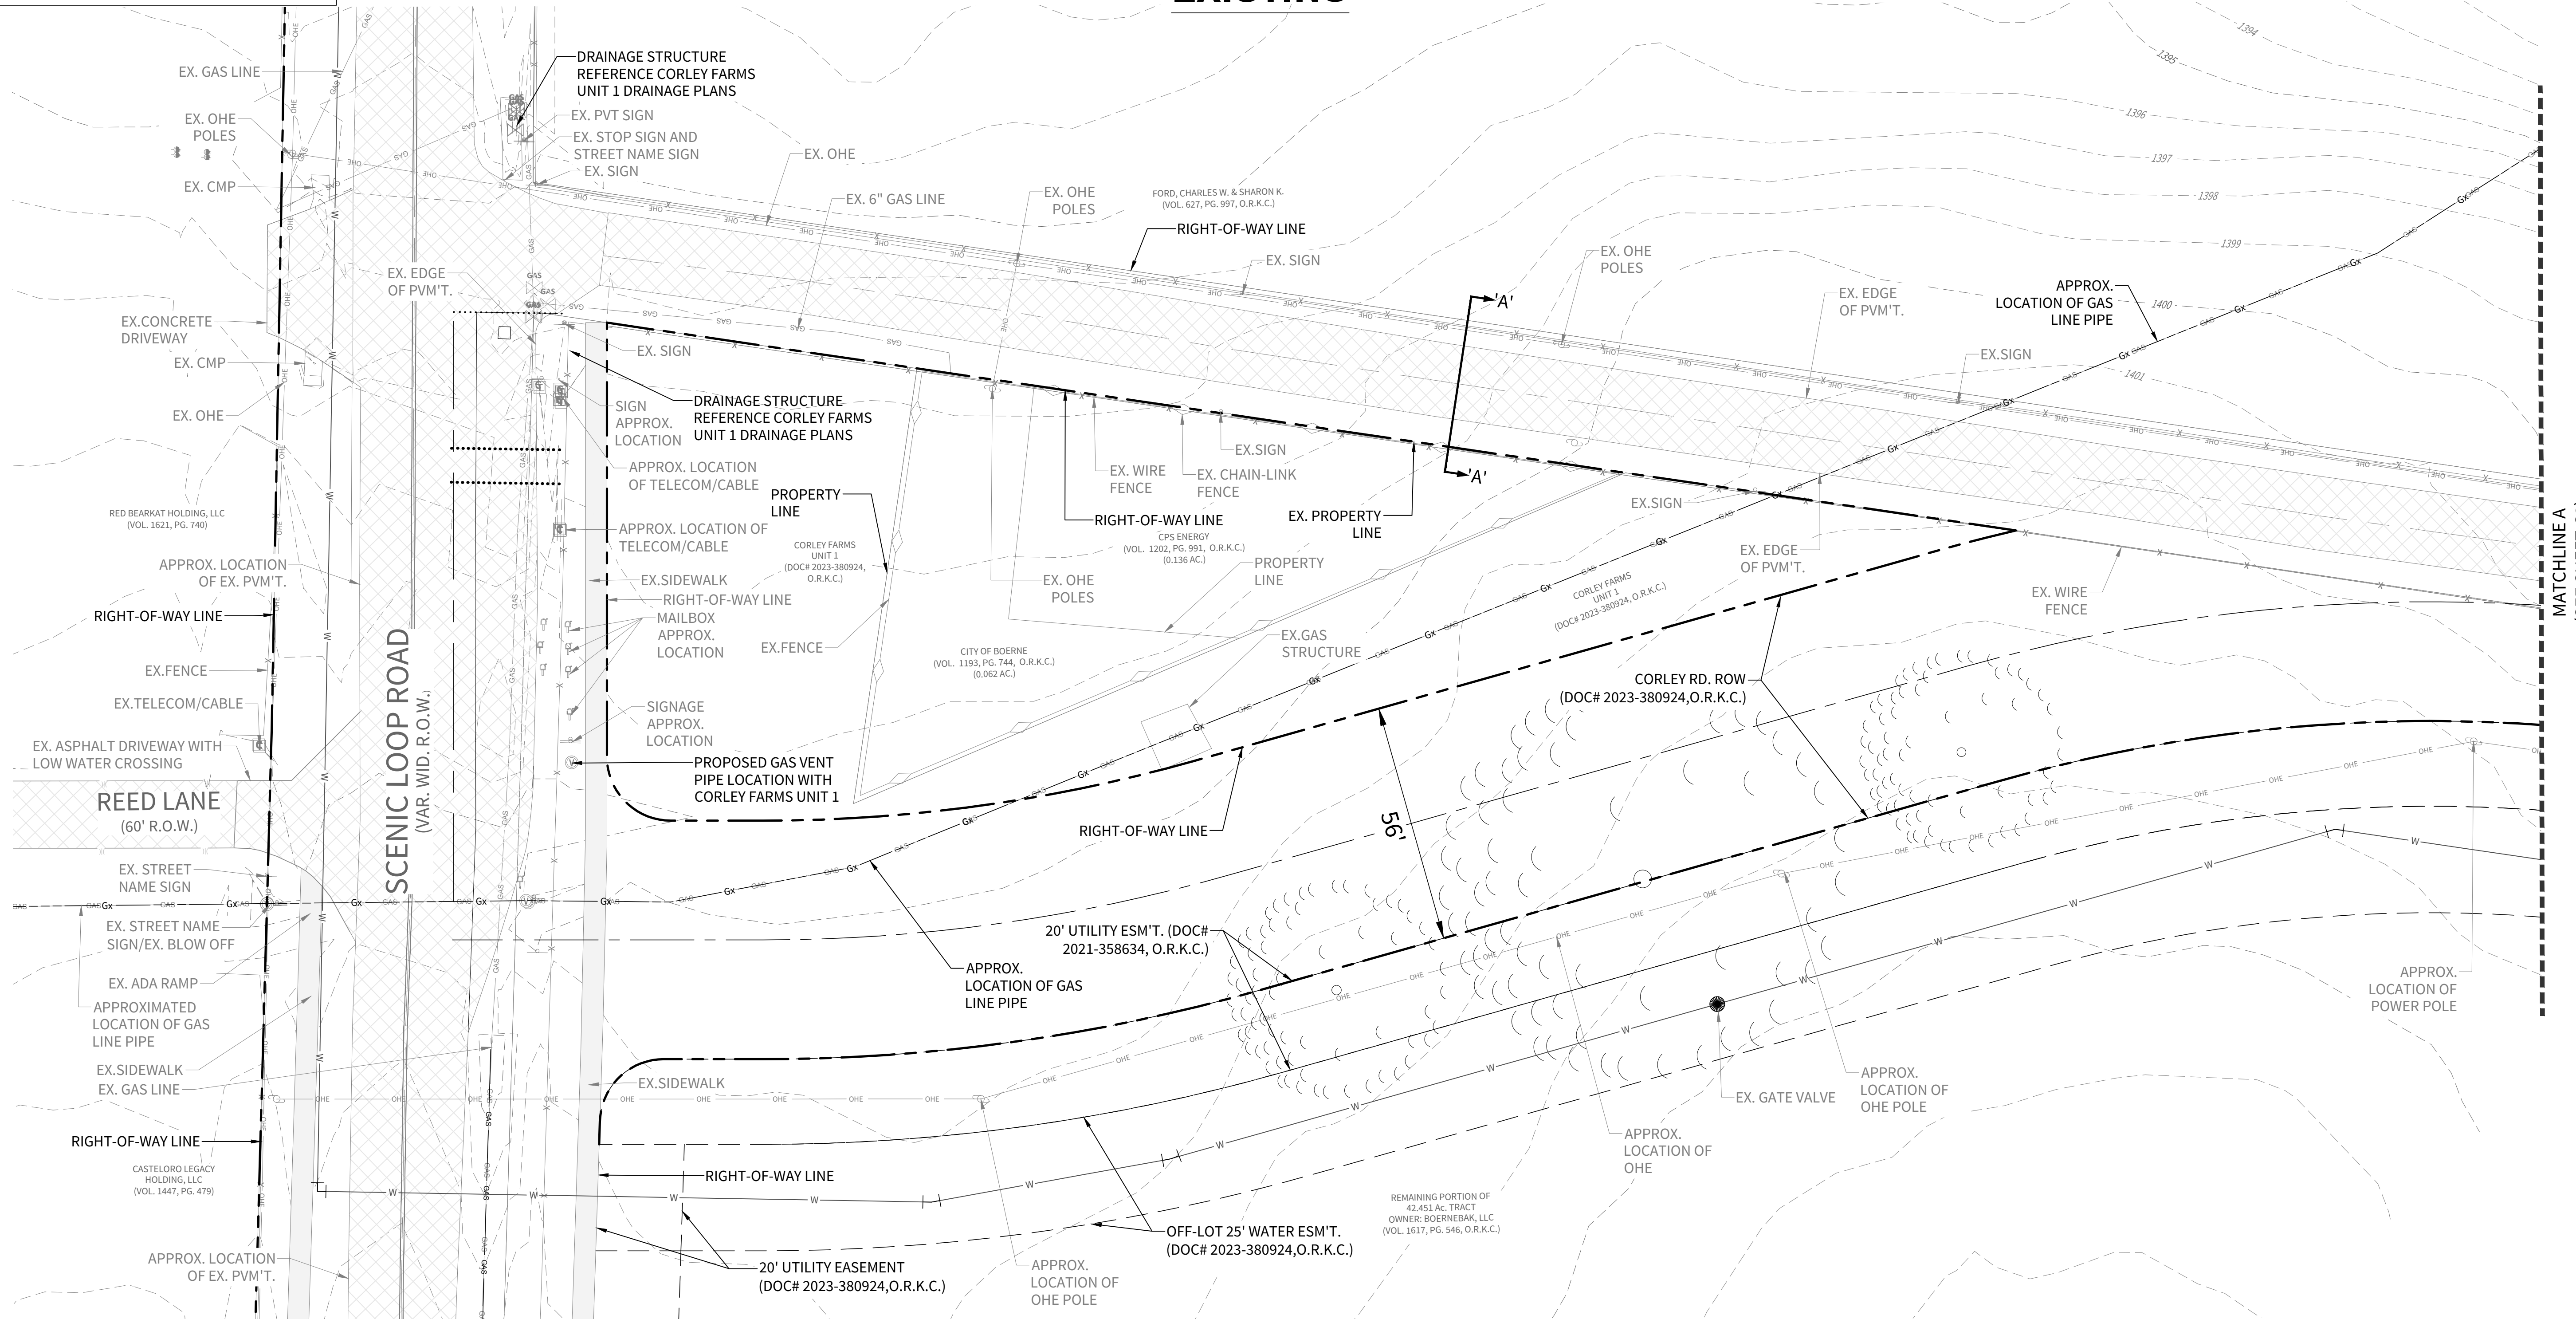 EXISTING
DRAINAGE STRUCTURE
REFERENCE CORLEY FARMS
UNIT 1 DRAINAGE PLANS
EX. GAS LINE
EX. PVT SIGN
EX. OHE
POLES
EX. STOP SIGN AND
STREET NAME SIGN
EX. SIGN
EX. OHE
EX. CMP
EX. 6" GAS LINE
EX. OHE
POLES
FORD, CHARLES W. & SHARON K.
(VOL. 627, PG. 997, O.R.K.C.)
RIGHT-OF-WAY LINE
EX. SIGN
EX. OHE
POLES
1394
1395
1396
1397
1398
1399
1400
1401
EX. EDGE
OF PVM'T.
'A'
EX. EDGE
OF PVM'T.
APPROX.
LOCATION OF GAS
LINE PIPE
EX.CONCRETE
DRIVEWAY
EX. SIGN
EX.SIGN
EX. CMP
EX. OHE
SIGN
APPROX.
LOCATION
DRAINAGE STRUCTURE
REFERENCE CORLEY FARMS
UNIT 1 DRAINAGE PLANS
EX.SIGN
APPROX. LOCATION
OF TELECOM/CABLE
EX. WIRE
FENCE
EX. CHAIN-LINK
FENCE
'A'
PROPERTY
LINE
EX.SIGN
RED BEARKAT HOLDING, LLC
(VOL. 1621, PG. 740)
RIGHT-OF-WAY LINE
EX. PROPERTY
LINE
APPROX. LOCATION OF
TELECOM/CABLE
CPS ENERGY
(VOL. 1202, PG. 991, O.R.K.C.)
(0.136 AC.)
CORLEY FARMS
UNIT 1
(DOC# 2023-380924,
O.R.K.C.)
EX. EDGE
OF PVM'T.
MATCHLINE A
APPROX. LOCATION
OF EX. PVM'T.
PROPERTY
LINE
EX.SIDEWALK
EX. OHE
POLES
CORLEY FARMS
UNIT 1
(DOC# 2023-380924, O.R.K.C.)
EX. WIRE
FENCE
RIGHT-OF-WAY LINE
RIGHT-OF-WAY LINE
MAILBOX
APPROX.
LOCATION
EX.FENCE
EX.GAS
STRUCTURE
CITY OF BOERNE
(VOL. 1193, PG. 744, O.R.K.C.)
(0.062 AC.)
EX.FENCE
CORLEY RD. ROW
(DOC# 2023-380924,O.R.K.C.)
EX.TELECOM/CABLE
SIGNAGE
APPROX.
LOCATION
SCENIC LOOP ROAD
(VAR. WID. R.O.W.)
EX. ASPHALT DRIVEWAY WITH
LOW WATER CROSSING
PROPOSED GAS VENT
PIPE LOCATION WITH
CORLEY FARMS UNIT 1
REED LANE
(60' R.O.W.)
56'
RIGHT-OF-WAY LINE
EX. STREET
NAME SIGN
EX. STREET NAME
SIGN/EX. BLOW OFF
20' UTILITY ESM'T. (DOC#
2021-358634, O.R.K.C.)
APPROX.
LOCATION OF GAS
LINE PIPE
EX. ADA RAMP
APPROX.
LOCATION OF
POWER POLE
APPROXIMATED
LOCATION OF GAS
LINE PIPE
EX.SIDEWALK
EX. GAS LINE
EX.SIDEWALK
EX. GATE VALVE
APPROX.
LOCATION OF
OHE POLE
RIGHT-OF-WAY LINE
APPROX.
LOCATION OF
OHE
CASTELORO LEGACY
HOLDING, LLC
(VOL. 1447, PG. 479)
RIGHT-OF-WAY LINE
REMAINING PORTION OF
42.451 Ac. TRACT
OWNER: BOERNEBAK, LLC
(VOL. 1617, PG. 546, O.R.K.C.)
OFF-LOT 25' WATER ESM'T.
(DOC# 2023-380924,O.R.K.C.)
APPROX. LOCATION
OF EX. PVM'T.
20' UTILITY EASEMENT
(DOC# 2023-380924,O.R.K.C.)
APPROX.
LOCATION OF
OHE POLE